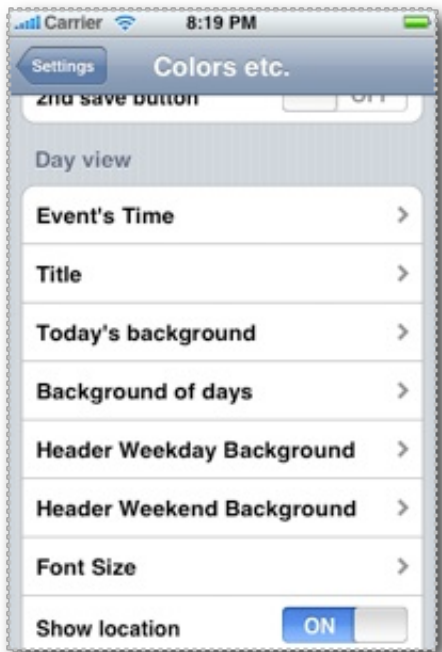 Carrier 8:19 PM
Settings Colors etc.
2nd save button OFF
Day view
Event's Time
Title
Today's background
Background of days
Header Weekday Background
Header Weekend Background
Font Size
Show location ON